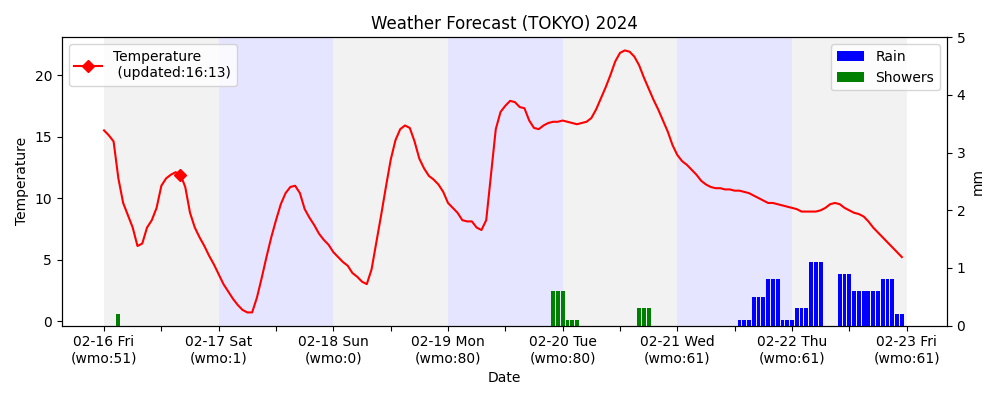 Weather Forecast (TOKYO) 2024
Temperature
(updated:16:13)
Rain
Showers
Temperature
20
15
10
5
0
5
4
3
2
1
0
mm
02-16 Fri
(wmo:51)
02-17 Sat
(wmo:1)
02-18 Sun
(wmo:0)
02-19 Mon
(wmo:80)
02-20 Tue
(wmo:80)
02-21 Wed
(wmo:61)
02-22 Thu
(wmo:61)
02-23 Fri
(wmo:61)
Date